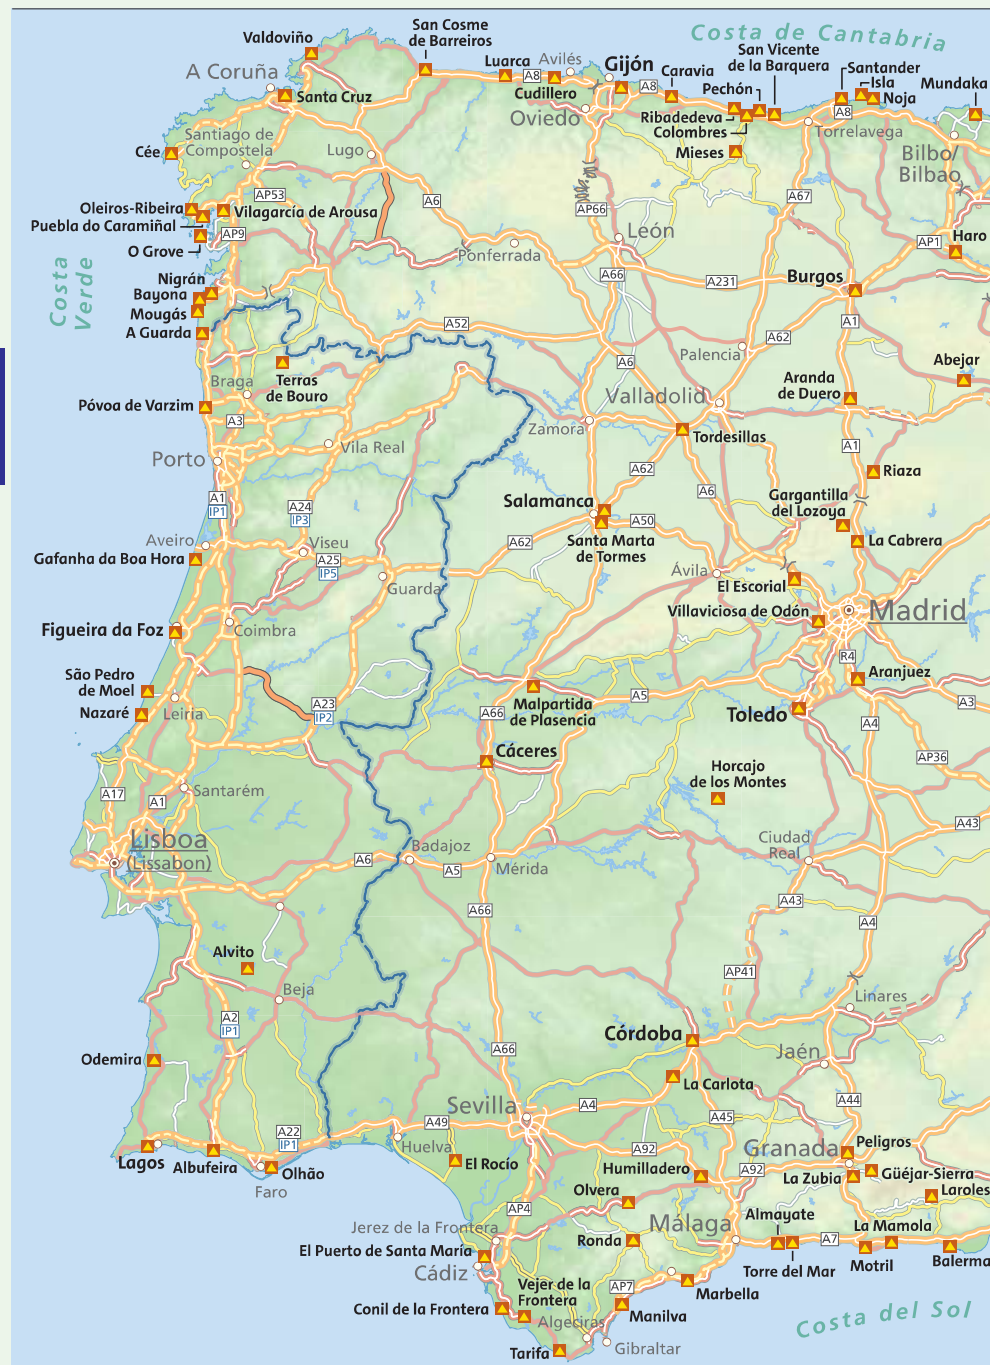 Costa de Cantabria
San Cosme
de Barreiros
Valdoviño
Luarca
Avilés
Gijón
San Vicente
de la Barquera
Santander
Isla
Noja
Mundaka
A Coruña
Santa Cruz
A8
Cudillero
A8
Caravia
Pechón
A8
Oviedo
Ribadedeva
Colombres
Torrelavega
Santiago de
Compostela
Lugo
Cée
Mieses
Bilbo/
Bilbao
AP53
A6
AP66
A67
Oleiros-Ribeira
Vilagarcía de Arousa
Puebla do Caramiñal
AP9
O Grove
León
AP1
Haro
Ponferrada
Costa
Verde
Nigrán
Bayona
Mougás
A Guarda
A66
A231
Burgos
A52
A1
A62
A6
Palencia
Abejar
Braga
Terras
de Bouro
Aranda
de Duero
Valladolid
Póvoa de Varzim
A3
Zamora
Tordesillas
Vila Real
A1
Porto
A62
Riaza
A1
IP1
A24
IP3
Salamanca
A6
Gargantilla
del Lozoya
A50
Aveiro
Viseu
A62
Santa Marta
de Tormes
La Cabrera
Gafanha da Boa Hora
A25
IP5
Guarda
Ávila
El Escorial
Villaviciosa de Odón
Madrid
Figueira da Foz
Coimbra
R4
São Pedro
de Moel
Aranjuez
Nazaré
Leiria
A23
IP2
Malpartida
de Plasencia
A5
A66
Toledo
A3
A4
Cáceres
AP36
Horcajo
de los Montes
A17
A1
Santarém
A43
Lisboa
(Lissabon)
A6
Badajoz
A5
Mérida
Ciudad
Real
A43
A66
A4
Alvito
AP41
Beja
Linares
A2
IP1
Córdoba
A66
Jaén
Odemira
La Carlota
A44
Sevilla
A4
A45
A49
A22
IP1
Huelva
A92
Granada
Peligros
Lagos
Albufeira
Olhão
Faro
El Rocío
Humilladero
A92
La Zubia
Güéjar-Sierra
Olvera
Laroles
AP4
Málaga
Almayate
La Mamola
Jerez de la Frontera
Ronda
A7
El Puerto de Santa María
Cádiz
Torre del Mar
Motril
Balerma
AP7
Marbella
Vejer de la
Frontera
Conil de la Frontera
Manilva
Algeciras
Costa del Sol
Gibraltar
Tarifa